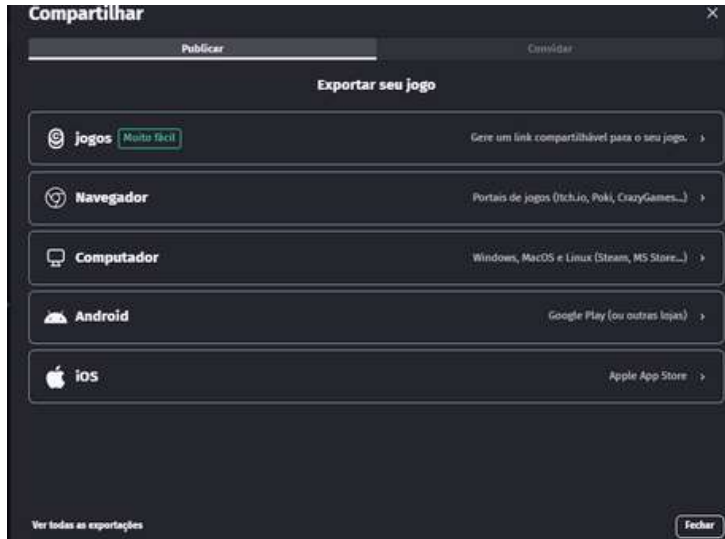 Compartilhar
Publicar
Convidar
Exportar seu jogo
jogos Muito fácil Gere um link compartilhável para o seu jogo.
Navegador Portais de jogos (Itch.io, Poki, CrazyGames...)
Computador Windows, MacOS e Linux (Steam, MS Store...)
Android Google Play (ou outras lojas)
iOS Apple App Store
Ver todas as exportações
Fechar